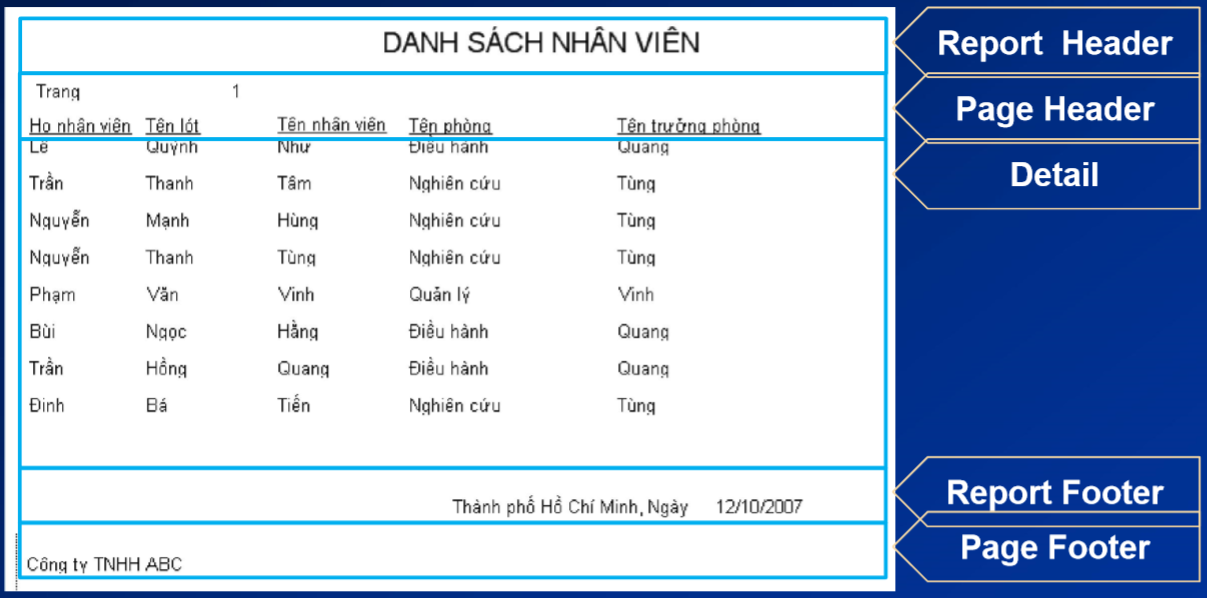 DANH SÁCH NHÂN VIÊN
Report Header
Trang 1
Page Header
Họ nhân viên Tên lót Tên nhân viên Tên phòng Tên trưởng phòng
Lê Quỳnh Như Điều hành Quang
Detail
Trần Thanh Tâm Nghiên cứu Tùng
Nguyễn Mạnh Hùng Nghiên cứu Tùng
Nguyễn Thanh Tùng Nghiên cứu Tùng
Phạm Văn Vinh Quản lý Vinh
Bùi Ngọc Hằng Điều hành Quang
Trần Hồng Quang Điều hành Quang
Đinh Bá Tiến Nghiên cứu Tùng
Report Footer
Thành phố Hồ Chí Minh, Ngày 12/10/2007
Page Footer
Công ty TNHH ABC